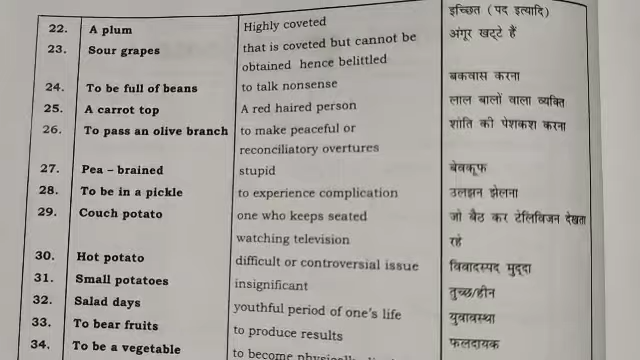 22. A plum Highly coveted इच्छित (पद इत्यादि)
23. Sour grapes that is coveted but cannot be अंगूर खट्टे हैं
obtained hence belittled
24. To be full of beans to talk nonsense बकवास करना
25. A carrot top A red haired person लाल बालों वाला व्यक्ति
26. To pass an olive branch to make peaceful or शांति की पेशकश करना
reconciliatory overtures
27. Pea – brained stupid बेवकूफ
28. To be in a pickle to experience complication उलझन झेलना
29. Couch potato one who keeps seated जो बैठ कर टेलिविजन देखता
watching television रहे
30. Hot potato difficult or controversial issue विवादस्पद मुद्दा
31. Small potatoes insignificant तुच्छ/हीन
32. Salad days youthful period of one's life युवावस्था
33. To bear fruits to produce results फलदायक
34. To be a vegetable to become